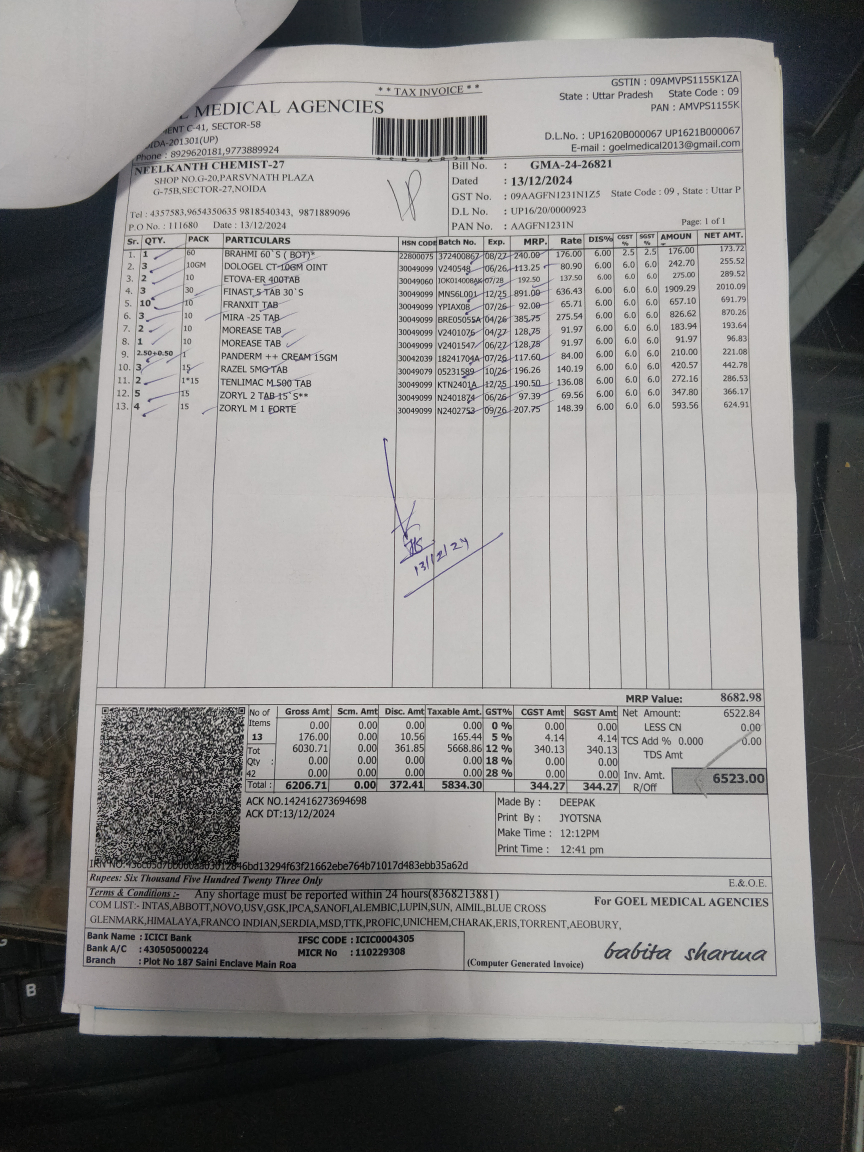 * * TAX INVOICE * *
GSTIN : 09AMVPS1155K1ZA
State : Uttar Pradesh State Code : 09
PAN : AMVPS1155K
MEDICAL AGENCIES
C-41, SECTOR-58
-201301(UP)
Phone : 8929620181,9773889924
D.L.No. : UP1620B000067 UP1621B000067
E-mail : goelmedical2013@gmail.com
NEELKANTH CHEMIST-27
SHOP NO.G-20,PARSVNATH PLAZA
G-75B,SECTOR-27,NOIDA
Tel : 4357583,9654350635 9818540343, 9871889096
P.O No. : 111680 Date : 13/12/2024
Bill No. : GMA-24-26821
Dated : 13/12/2024
GST No. : 09AAGFN1231N1Z5 State Code : 09 , State : Uttar P
D.L No. : UP16/20/0000923
PAN No. : AAGFN1231N Page: 1 of 1
Sr. QTY. PACK PARTICULARS HSN CODE Batch No. Exp. MRP. Rate DIS% CGST % SGST % AMOUN NET AMT.
1. 1 60 BRAHMI 60`S ( BOT)* 22800075 372400867 08/27 240.00 176.00 6.00 2.5 2.5 176.00 173.72
2. 3 10GM DOLOGEL CT-10GM OINT 30049099 V240548 06/26 113.25 80.90 6.00 6.0 6.0 242.70 255.52
3. 2 10 ETOVA-ER 400TAB 30049060 07/28 192.50 137.50 6.00 6.0 6.0 275.00 289.52
4. 3 30 FINAST 5 TAB 30`S 30049099 MNS6L001 12/25 891.00 636.43 6.00 6.0 6.0 1909.29 2010.09
5. 10 10 FRANXIT TAB 30049099 YPIAX08 07/26 92.00 65.71 6.00 6.0 6.0 657.10 691.79
6. 3 10 MIRA -25 TAB 30049099 BRE05055A 04/26 385.75 275.54 6.00 6.0 6.0 826.62 870.26
7. 2 10 MOREASE TAB 30049099 V2401076 04/27 128.75 91.97 6.00 6.0 6.0 183.94 193.64
8. 1 10 MOREASE TAB 30049099 V2401547 06/27 128.75 91.97 6.00 6.0 6.0 91.97 96.83
9. 2.50+0.50 1 PANDERM ++ CREAM 15GM 30042039 18241704A 07/26 117.60 84.00 6.00 6.0 6.0 210.00 221.08
10. 3 15 RAZEL 5MG TAB 30049079 05231589 10/26 196.26 140.19 6.00 6.0 6.0 420.57 442.78
11. 2 1*15 TENLIMAC M 500 TAB 30049099 KTN2401A 12/25 190.50 136.08 6.00 6.0 6.0 272.16 286.53
12. 5 15 ZORYL 2 TAB 15`S** 30049099 N2401874 06/26 97.39 69.56 6.00 6.0 6.0 347.80 366.17
13. 4 15 ZORYL M 1 FORTE 30049099 N2402753 09/26 207.75 148.39 6.00 6.0 6.0 593.56 624.91
13/12/24
MRP Value: 8682.98
No of Items 13 Tot Qty : 42
Gross Amt Scm. Amt Disc. Amt Taxable Amt. GST% CGST Amt SGST Amt
0.00 0.00 0.00 0.00 0 % 0.00 0.00
176.00 0.00 10.56 165.44 5 % 4.14 4.14
6030.71 0.00 361.85 5668.86 12 % 340.13 340.13
0.00 0.00 0.00 0.00 18 % 0.00 0.00
0.00 0.00 0.00 0.00 28 % 0.00 0.00
Total : 6206.71 0.00 372.41 5834.30 344.27 344.27
Net Amount: 6522.84
LESS CN 0.00
TCS Add % 0.000 0.00
TDS Amt
Inv. Amt. 6523.00
R/Off
ACK NO.142416273694698
ACK DT:13/12/2024
Made By : DEEPAK
Print By : JYOTSNA
Make Time : 12:12PM
Print Time : 12:41 pm
Rupees: Six Thousand Five Hundred Twenty Three Only E.&O.E.
Terms & Conditions :- Any shortage must be reported within 24 hours(8368213881)
COM LIST:- INTAS,ABBOTT,NOVO,USV,GSK,IPCA,SANOFI,ALEMBIC,LUPIN,SUN, AIMIL,BLUE CROSS
GLENMARK,HIMALAYA,FRANCO INDIAN,SERDIA,MSD,TTK,PROFIC,UNICHEM,CHARAK,ERIS,TORRENT,AEOBURY,
For GOEL MEDICAL AGENCIES
Bank Name : ICICI Bank IFSC CODE : ICIC0004305
Bank A/C : 430505000224 MICR No : 110229308
Branch : Plot No 187 Saini Enclave Main Roa
(Computer Generated Invoice)
babita sharma
B